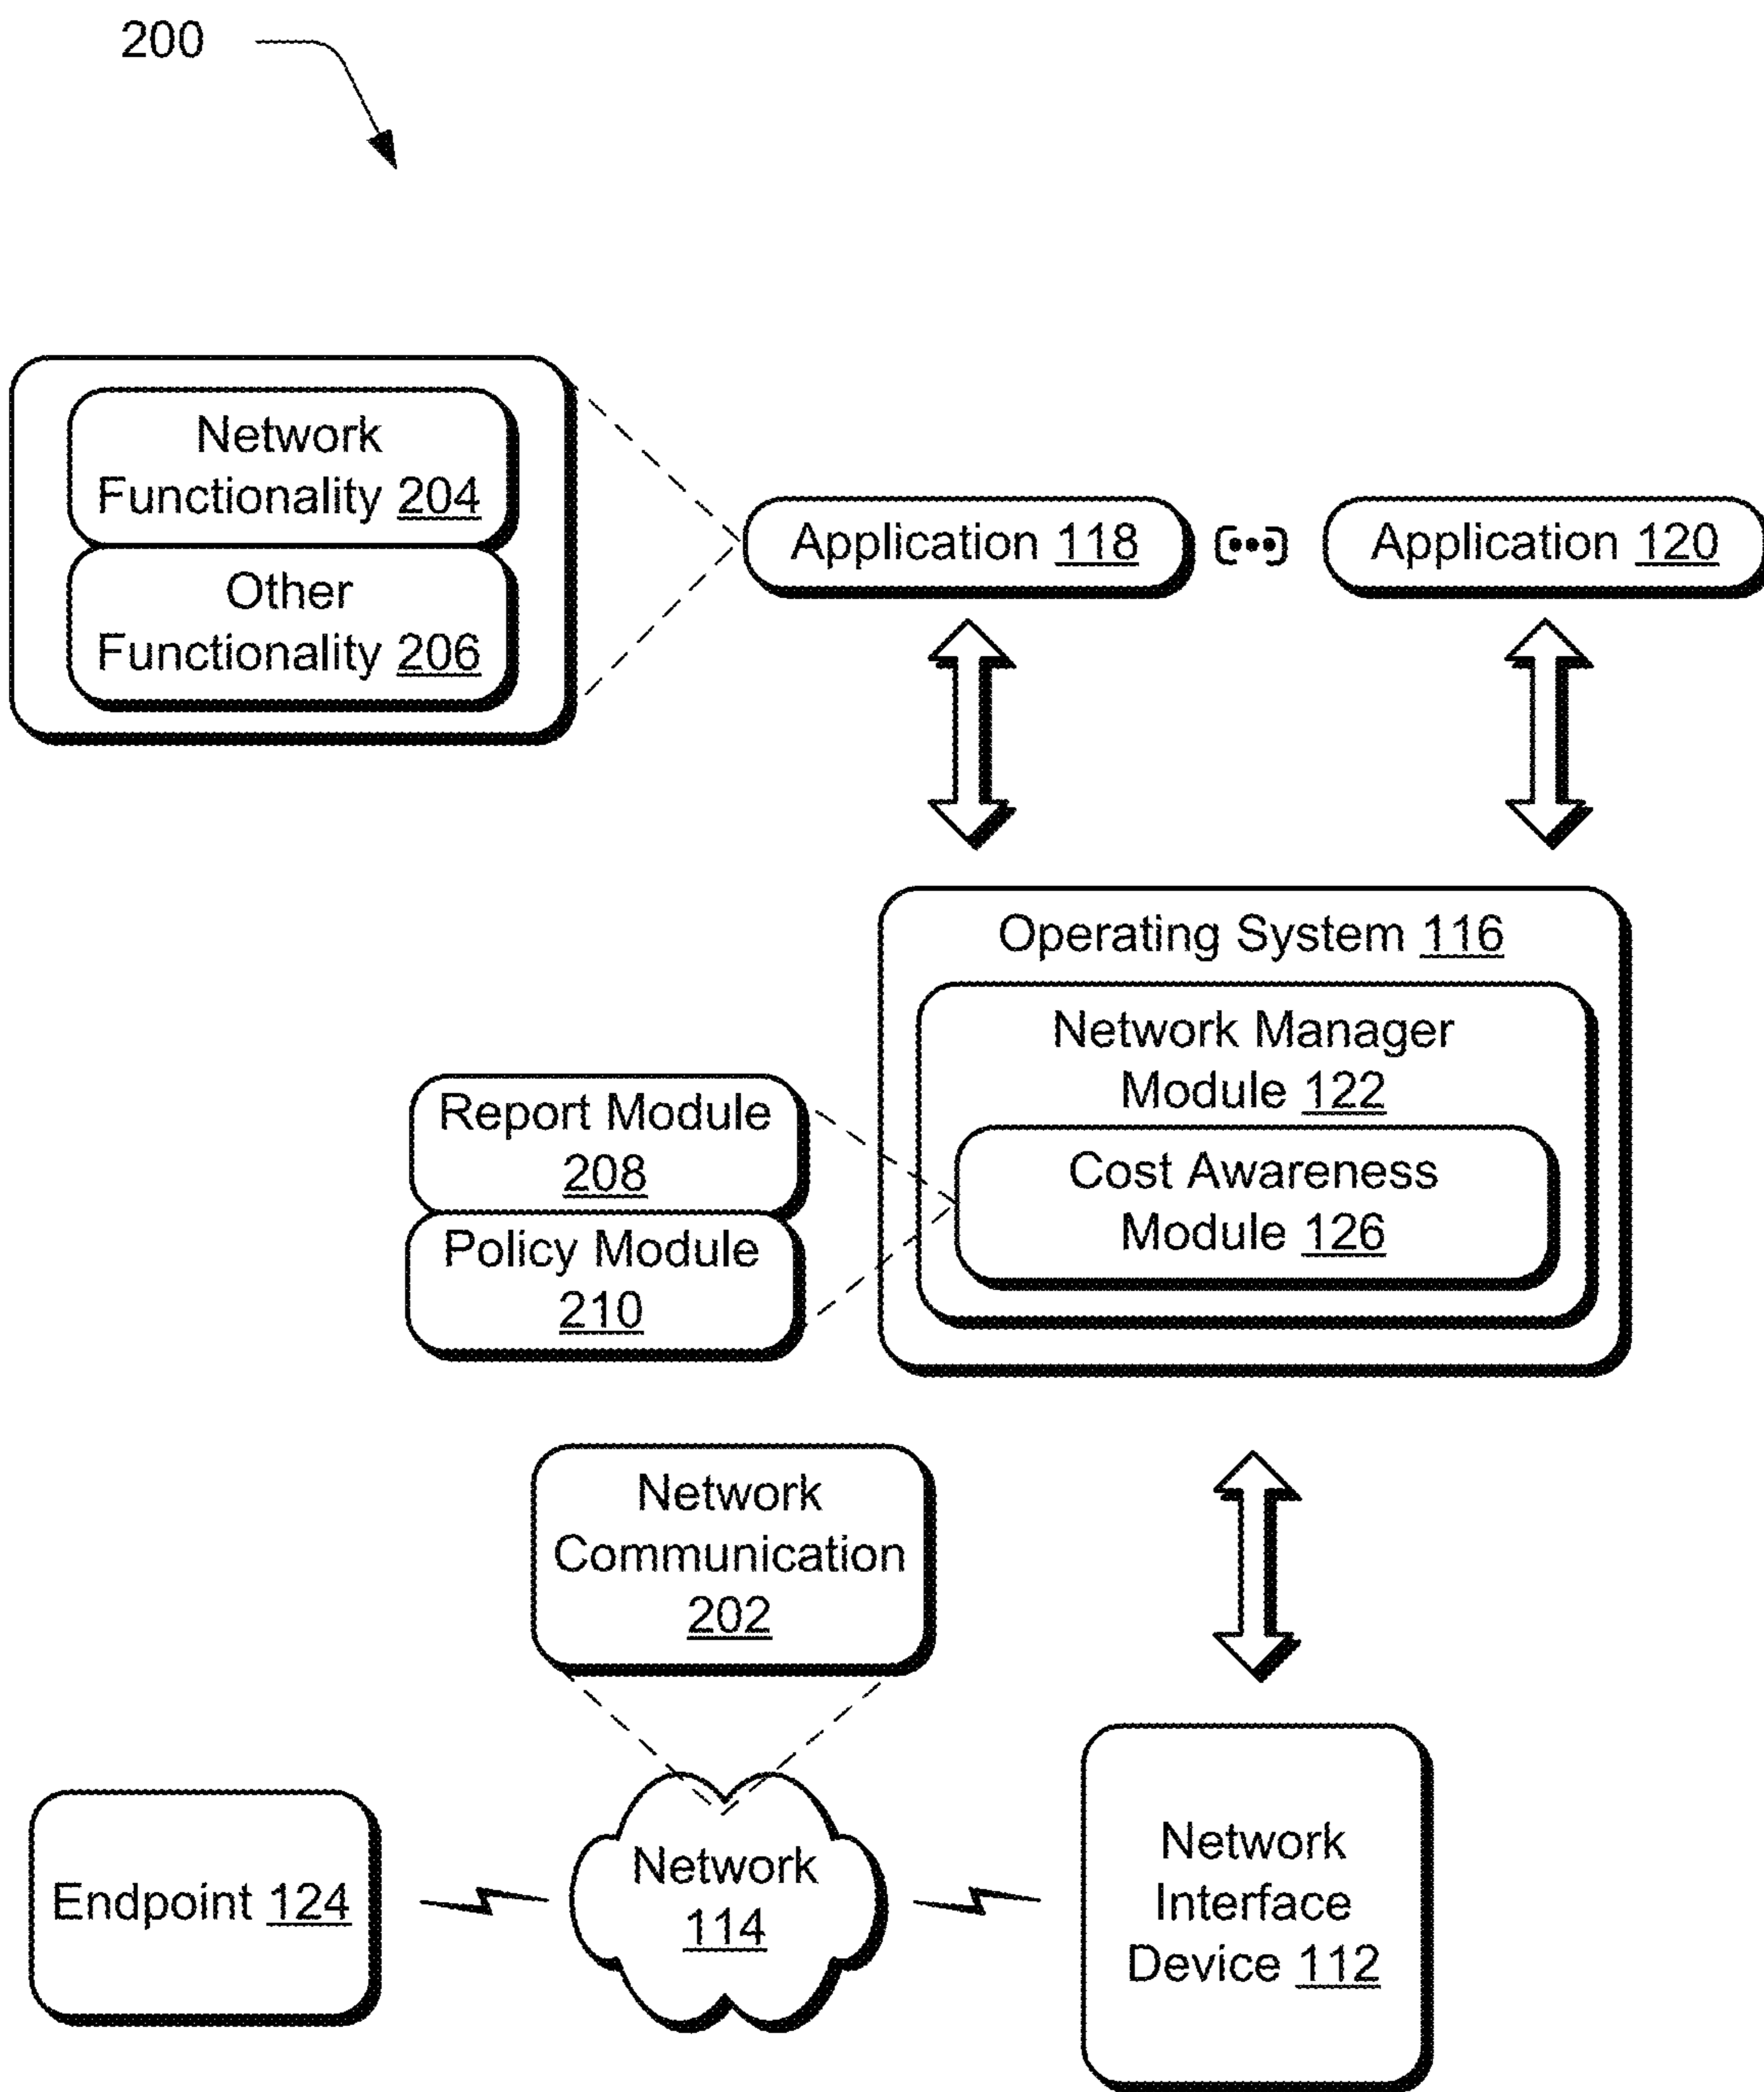 200
Network
Functionality 204
Other
Functionality 206
Application 118
Application 120
Operating System 116
Network Manager
Module 122
Cost Awareness
Module 126
Report Module
208
Policy Module
210
Network
Communication
202
Endpoint 124
Network
114
Network
Interface
Device 112